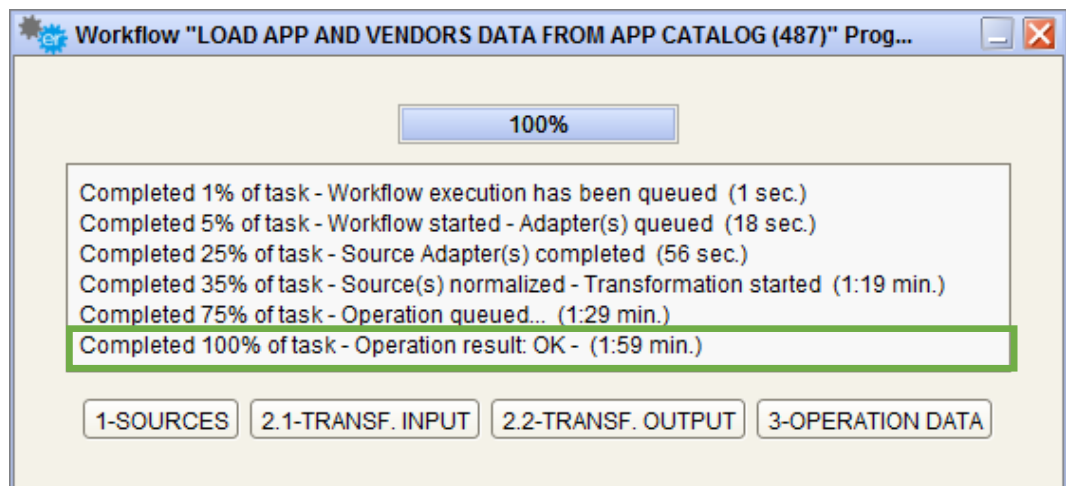 er Workflow "LOAD APP AND VENDORS DATA FROM APP CATALOG (487)" Prog...
100%
Completed 1% of task - Workflow execution has been queued (1 sec.)
Completed 5% of task - Workflow started - Adapter(s) queued (18 sec.)
Completed 25% of task - Source Adapter(s) completed (56 sec.)
Completed 35% of task - Source(s) normalized - Transformation started (1:19 min.)
Completed 75% of task - Operation queued... (1:29 min.)
Completed 100% of task - Operation result: OK - (1:59 min.)
1-SOURCES 2.1-TRANSF. INPUT 2.2-TRANSF. OUTPUT 3-OPERATION DATA